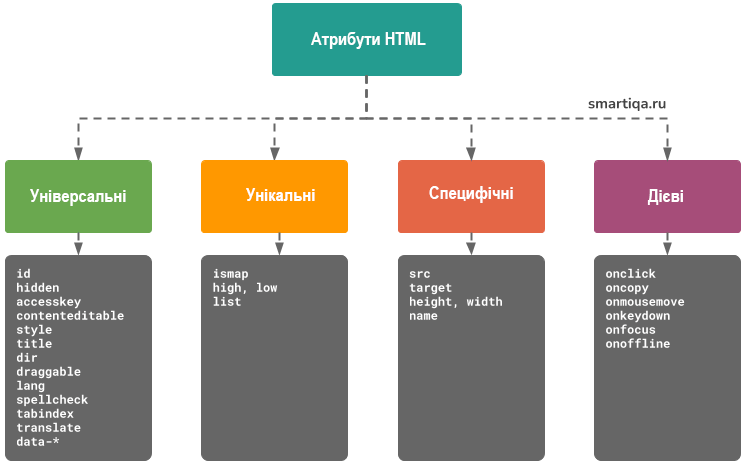 Атрибути HTML
smartiqa.ru
Універсальні
Унікальні
Специфічні
Дієві
id
hidden
accesskey
contenteditable
style
title
dir
draggable
lang
spellcheck
tabindex
translate
data-*
ismap
high, low
list
src
target
height, width
name
onclick
oncopy
onmousemove
onkeydown
onfocus
onoffline